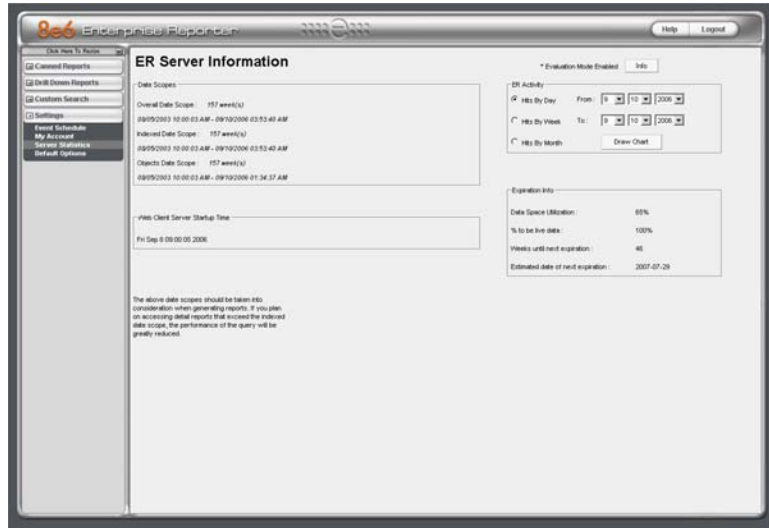 8e6 Enterprise Reporter
Help
Logout
Click Here To Resize
Canned Reports
Drill Down Reports
Custom Search
Settings
Event Schedule
My Account
Server Statistics
Default Options
ER Server Information
* Evaluation Mode Enabled
Info
Date Scopes
Overall Date Scope : 157 week(s)
09/05/2003 10:00:03 AM - 09/10/2006 03:53:40 AM
Indexed Date Scope : 157 week(s)
09/05/2003 10:00:03 AM - 09/10/2006 03:53:40 AM
Objects Date Scope : 157 week(s)
09/05/2003 10:00:03 AM - 09/10/2006 01:34:37 AM
ER Activity
Hits By Day From : 9 10 2006
Hits By Week To : 9 10 2006
Hits By Month Draw Chart
Web Client Server Startup Time
Expiration Info
Data Space Utilization : 65%
% to be live data : 100%
Weeks until next expiration : 46
Estimated date of next expiration : 2007-07-29
The above date scopes should be taken into
consideration when generating reports. If you plan
on accessing detail reports that exceed the indexed
date scope, the performance of the query will be
greatly reduced.